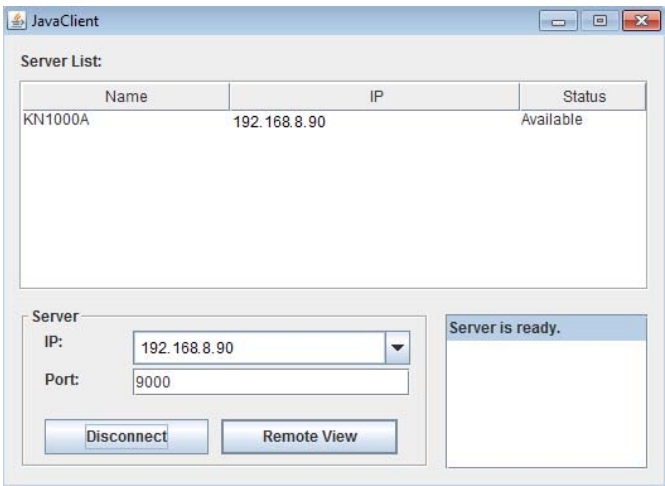 JavaClient
Server List:
Name IP Status
KN1000A 192.168.8.90 Available
Server
IP: 192.168.8.90
Port: 9000
Disconnect Remote View
Server is ready.